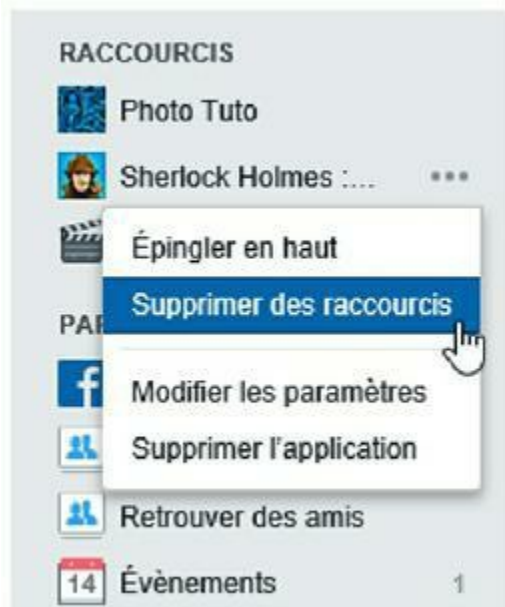 RACCOURCIS
Photo Tuto
Sherlock Holmes :...
Épingler en haut
Supprimer des raccourcis
PA
Modifier les paramètres
Supprimer l'application
Retrouver des amis
14 Évènements 1